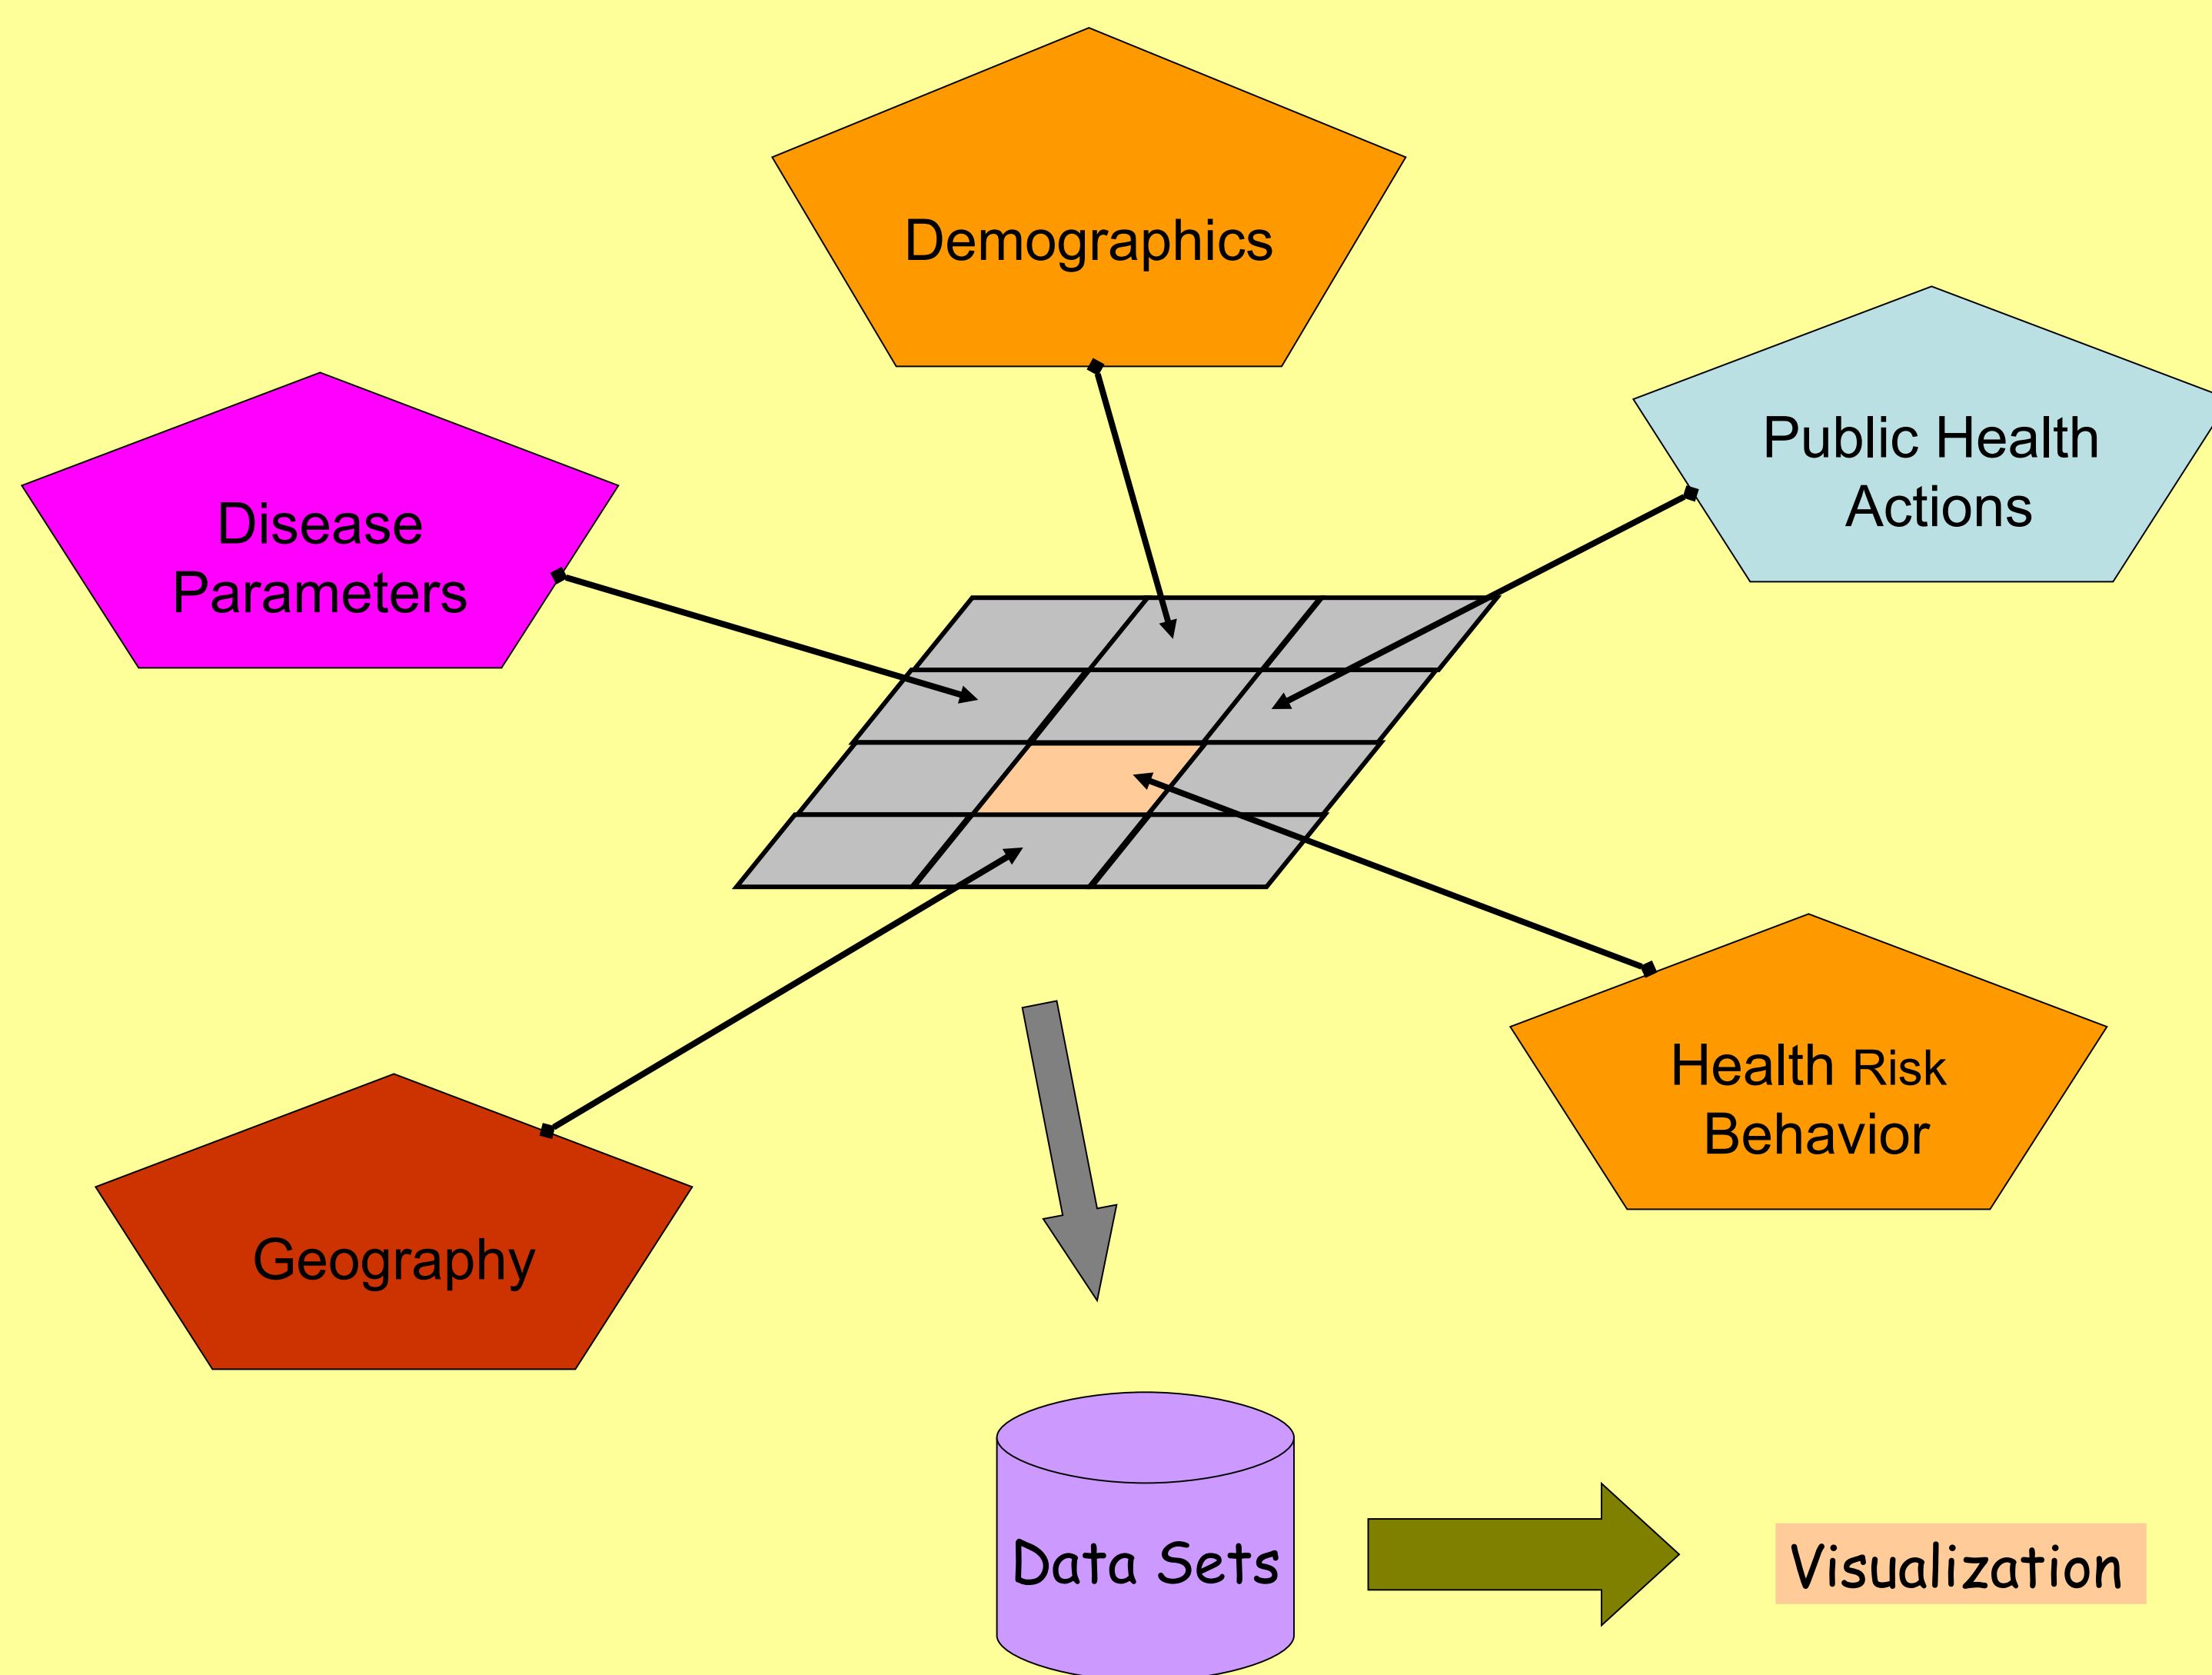 Demographics
Public Health
Actions
Disease
Parameters
Health Risk
Behavior
Geography
Data Sets
Visualization